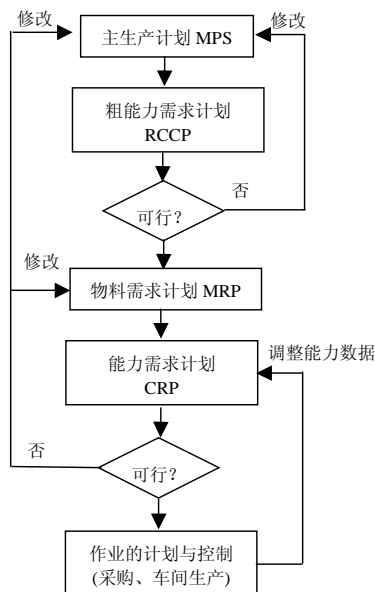 修改
主生产计划 MPS
修改
粗能力需求计划
RCCP
否
可行？
修改
物料需求计划 MRP
调整能力数据
能力需求计划
CRP
否
可行？
作业的计划与控制
(采购、车间生产)